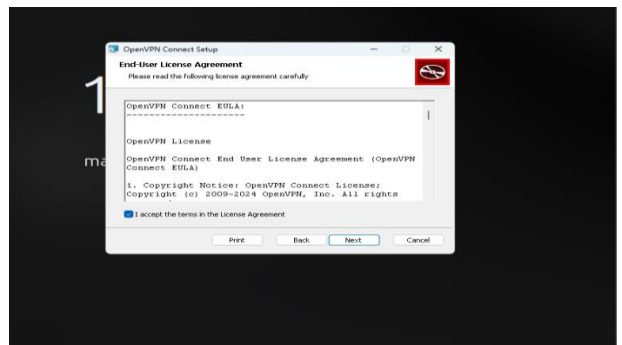 OpenVPN Connect Setup
End-User License Agreement
Please read the following license agreement carefully
1
OpenVPN Connect EULA:
---------------------
OpenVPN License
OpenVPN Connect End User License Agreement (OpenVPN
Connect EULA)
ma
1. Copyright Notice: OpenVPN Connect License;
Copyright (c) 2009-2024 OpenVPN, Inc. All rights
I accept the terms in the License Agreement
Print Back Next Cancel